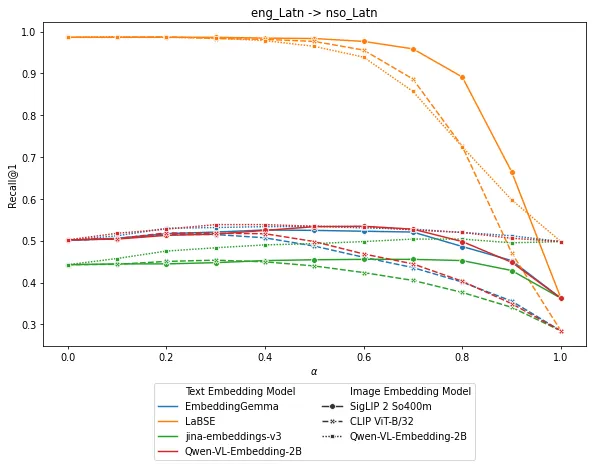 eng_Latn -> nso_Latn
1.0
0.9
0.8
0.7
0.6
0.5
0.4
0.3
Recall@1
0.0 0.2 0.4 0.6 0.8 1.0
α
Text Embedding Model Image Embedding Model
EmbeddingGemma SigLIP 2 So400m
LaBSE CLIP ViT-B/32
jina-embeddings-v3 Qwen-VL-Embedding-2B
Qwen-VL-Embedding-2B